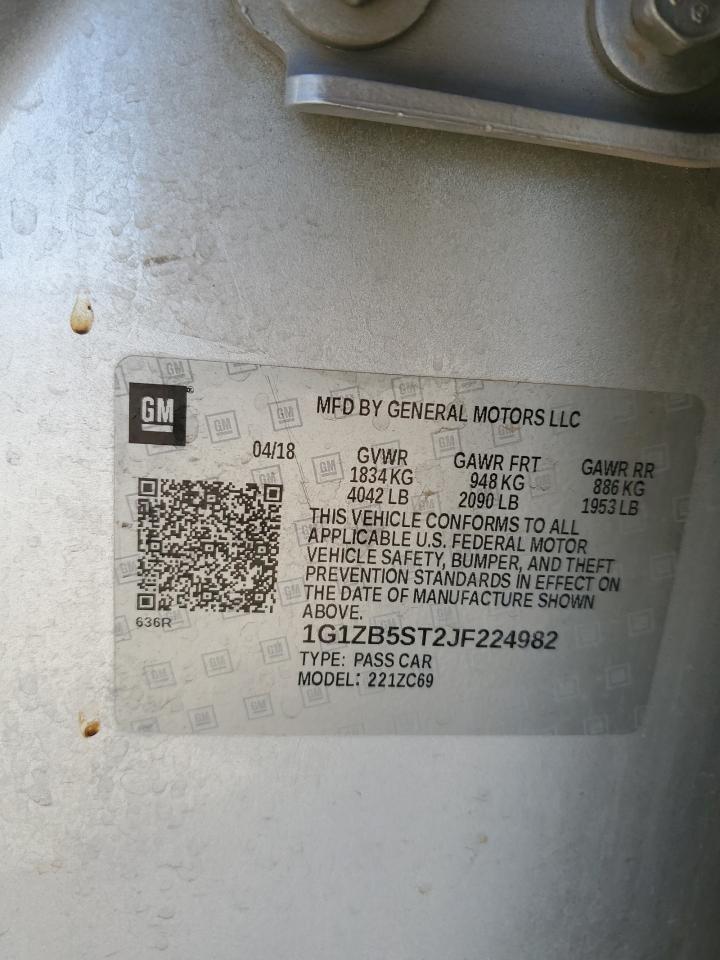 GM
MFD BY GENERAL MOTORS LLC
04/18
GVWR
1834 KG
4042 LB
GAWR FRT
948 KG
2090 LB
GAWR RR
886 KG
1953 LB
THIS VEHICLE CONFORMS TO ALL
APPLICABLE U.S. FEDERAL MOTOR
VEHICLE SAFETY, BUMPER, AND THEFT
PREVENTION STANDARDS IN EFFECT ON
THE DATE OF MANUFACTURE SHOWN
ABOVE.
636R
1G1ZB5ST2JF224982
TYPE: PASS CAR
MODEL: 221ZC69